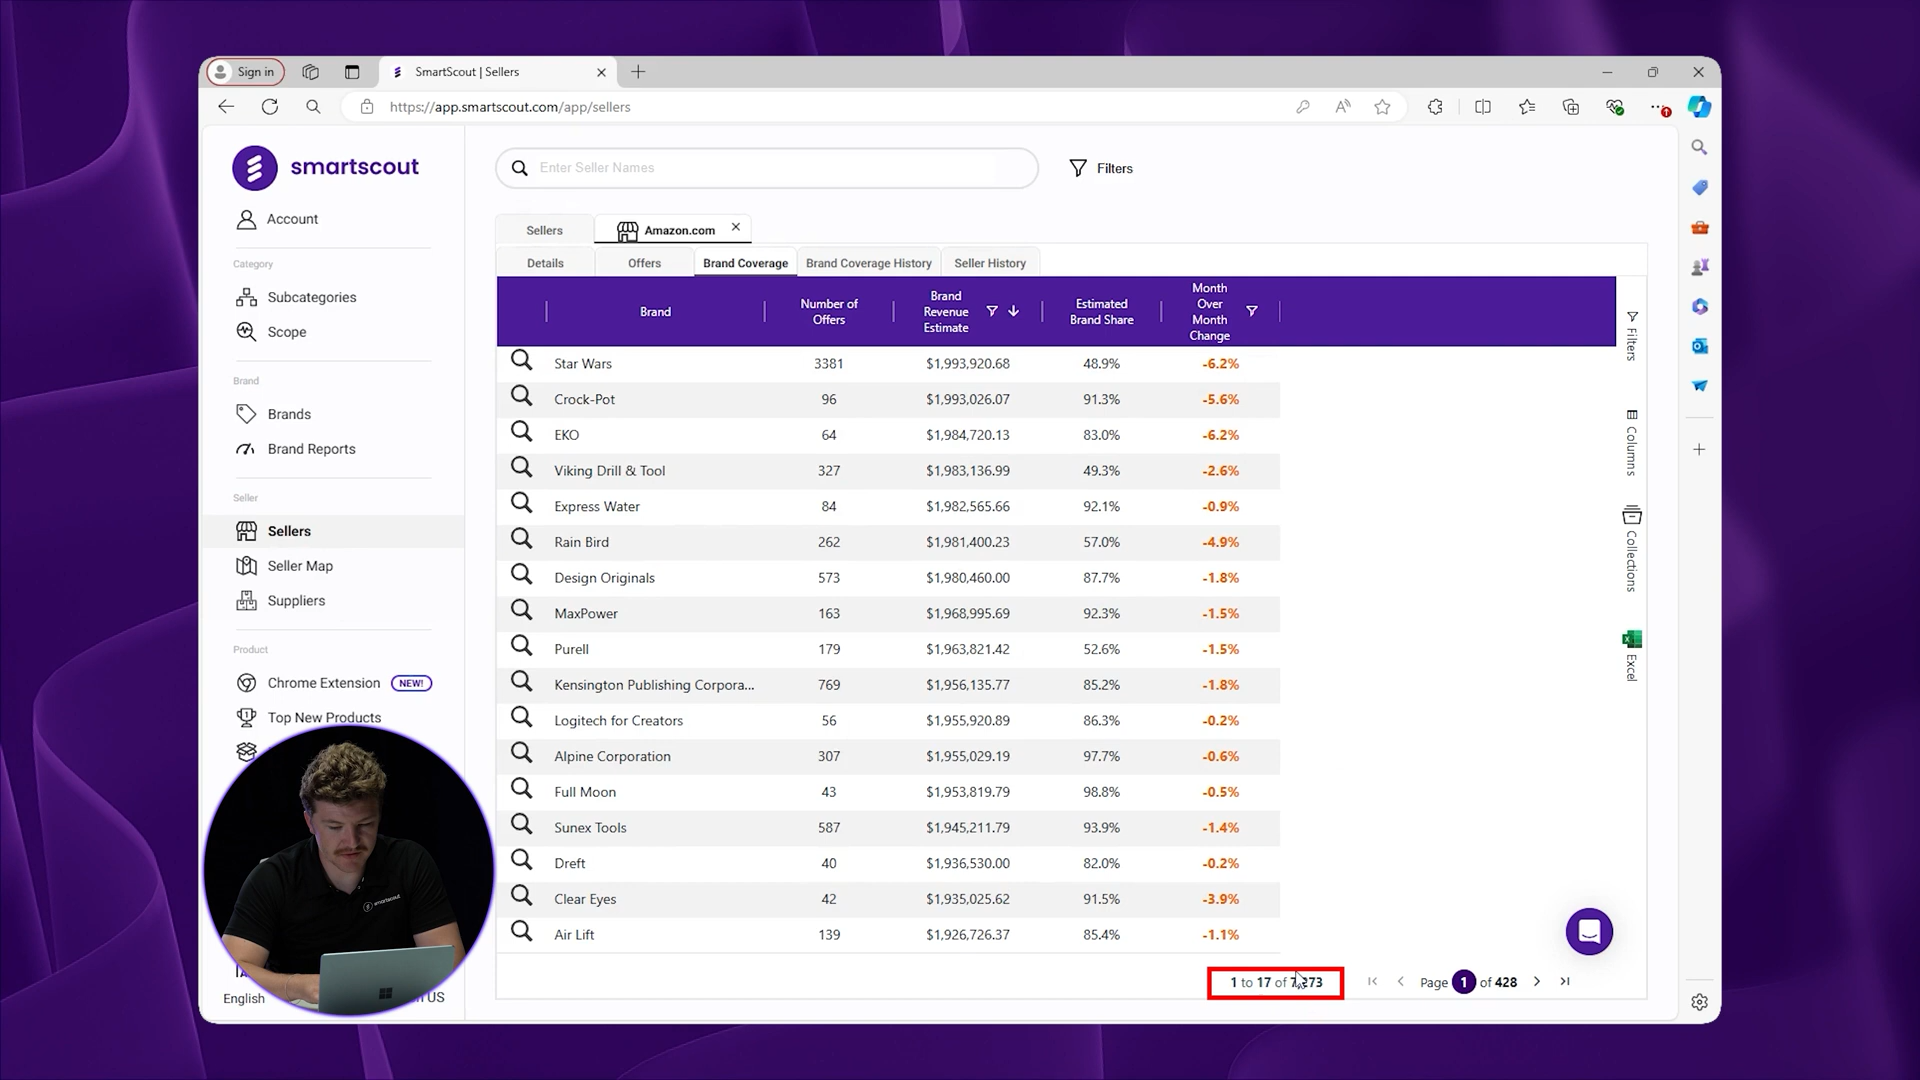 Sign in
SmartScout | Sellers
https://app.smartscout.com/app/sellers
smartscout
Enter Seller Names
Filters
Account
Sellers
Amazon.com
Category
Details
Offers
Brand Coverage
Brand Coverage History
Seller History
Subcategories
Scope
Brand
Number of Offers
Brand Revenue Estimate
Estimated Brand Share
Month Over Month Change
Filters
Columns
Collections
Excel
Brand
Brands
Brand Reports
Seller
Sellers
Seller Map
Suppliers
Product
Chrome Extension NEW!
Top New Products
English
US
Star Wars 3381 $1,993,920.68 48.9% -6.2%
Crock-Pot 96 $1,993,026.07 91.3% -5.6%
EKO 64 $1,984,720.13 83.0% -6.2%
Viking Drill & Tool 327 $1,983,136.99 49.3% -2.6%
Express Water 84 $1,982,565.66 92.1% -0.9%
Rain Bird 262 $1,981,400.23 57.0% -4.9%
Design Originals 573 $1,980,460.00 87.7% -1.8%
MaxPower 163 $1,968,995.69 92.3% -1.5%
Purell 179 $1,963,821.42 52.6% -1.5%
Kensington Publishing Corpora... 769 $1,956,135.77 85.2% -1.8%
Logitech for Creators 56 $1,955,920.89 86.3% -0.2%
Alpine Corporation 307 $1,955,029.19 97.7% -0.6%
Full Moon 43 $1,953,819.79 98.8% -0.5%
Sunex Tools 587 $1,945,211.79 93.9% -1.4%
Dreft 40 $1,936,530.00 82.0% -0.2%
Clear Eyes 42 $1,935,025.62 91.5% -3.9%
Air Lift 139 $1,926,726.37 85.4% -1.1%
smartscout
1 to 17 of 7,273
Page 1 of 428